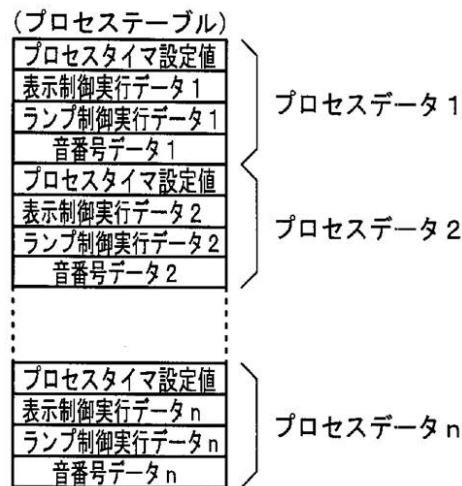 (プロセステーブル)
プロセスタイマ設定値
表示制御実行データ1
ランプ制御実行データ1
音番号データ1
プロセスデータ1
プロセスタイマ設定値
表示制御実行データ2
ランプ制御実行データ2
音番号データ2
プロセスデータ2
プロセスタイマ設定値
表示制御実行データn
ランプ制御実行データn
音番号データn
プロセスデータn